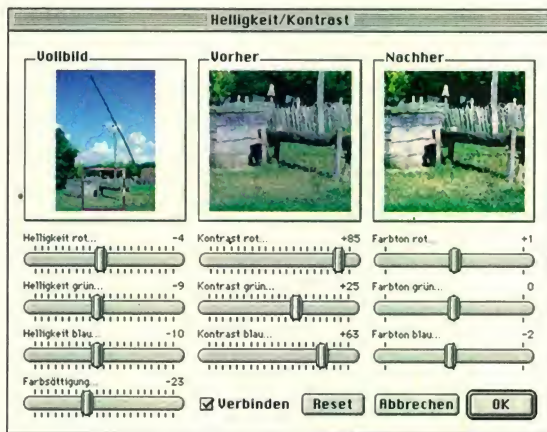 Helligkeit/Kontrast
Vollbild
Vorher
Nachher
Helligkeit rot... -4
Kontrast rot... +85
Farbton rot... +1
Helligkeit grün... -9
Kontrast grün... +25
Farbton grün... 0
Helligkeit blau... -10
Kontrast blau... +63
Farbton blau... -2
Farbsättigung... -23
Verbinden
Reset
Abbrechen
OK